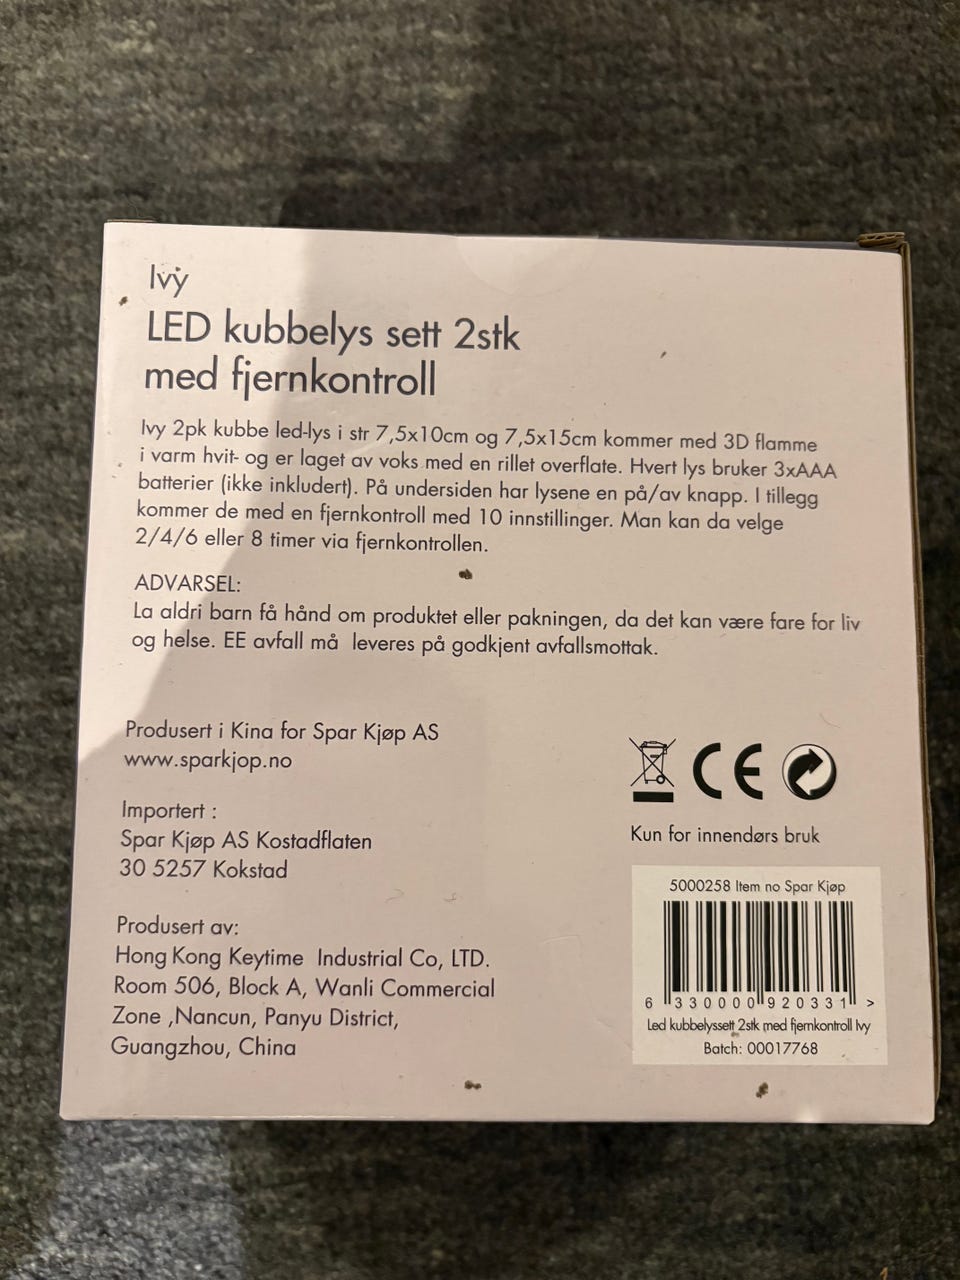 Ivy
LED kubbelys sett 2stk
med fjernkontroll
Ivy 2pk kubbe led-lys i str 7,5x10cm og 7,5x15cm kommer med 3D flamme
i varm hvit- og er laget av voks med en rillet overflate. Hvert lys bruker 3xAAA
batterier (ikke inkludert). På undersiden har lysene en på/av knapp. I tillegg
kommer de med en fjernkontroll med 10 innstillinger. Man kan da velge
2/4/6 eller 8 timer via fjernkontrollen.
ADVARSEL:
La aldri barn få hånd om produktet eller pakningen, da det kan være fare for liv
og helse. EE avfall må leveres på godkjent avfallsmottak.
Produsert i Kina for Spar Kjøp AS
www.sparkjop.no
Importert :
Spar Kjøp AS Kostadflaten
30 5257 Kokstad
Produsert av:
Hong Kong Keytime Industrial Co, LTD.
Room 506, Block A, Wanli Commercial
Zone ,Nancun, Panyu District,
Guangzhou, China
CE
Kun for innendørs bruk
5000258 Item no Spar Kjøp
6 330000 920331 >
Led kubbelyssett 2stk med fjernkontroll Ivy
Batch: 00017768